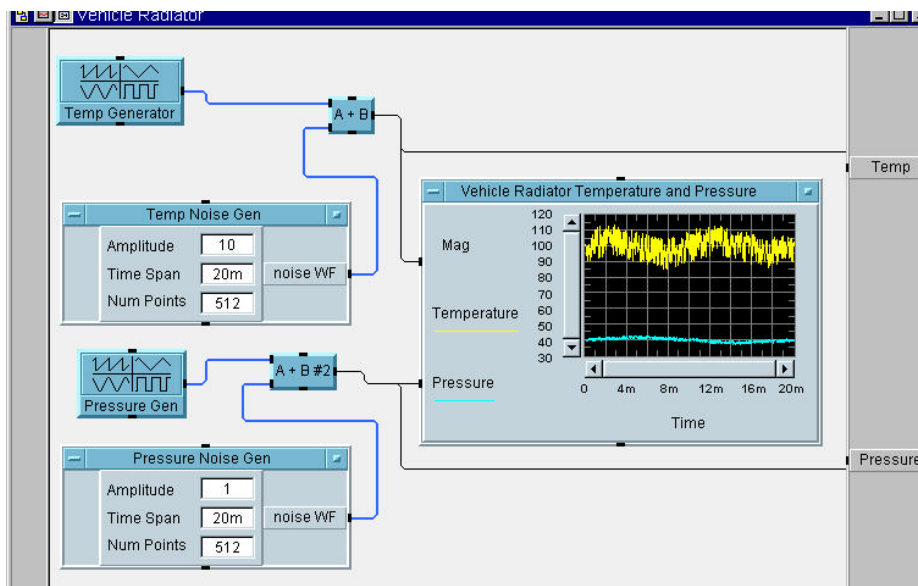 Vehicle Radiator
Temp Generator
A + B
Temp
Temp Noise Gen
Amplitude 10
Time Span 20m
Num Points 512
noise WF
Vehicle Radiator Temperature and Pressure
Mag
Temperature
Pressure
120
110
100
90
80
70
60
50
40
30
0 4m 8m 12m 16m 20m
Time
Pressure Gen
A + B #2
Pressure
Pressure Noise Gen
Amplitude 1
Time Span 20m
Num Points 512
noise WF